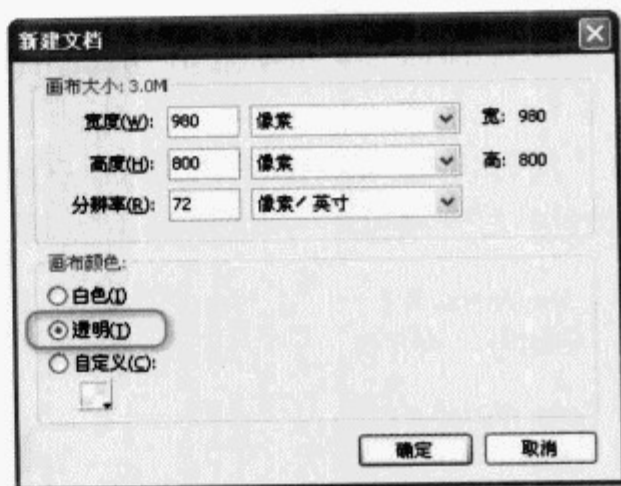 新建文档
画布大小: 3.0M
宽度(W): 980 像素 宽: 980
高度(H): 800 像素 高: 800
分辨率(R): 72 像素/英寸
画布颜色:
白色(I)
透明(T)
自定义(C):
确定 取消